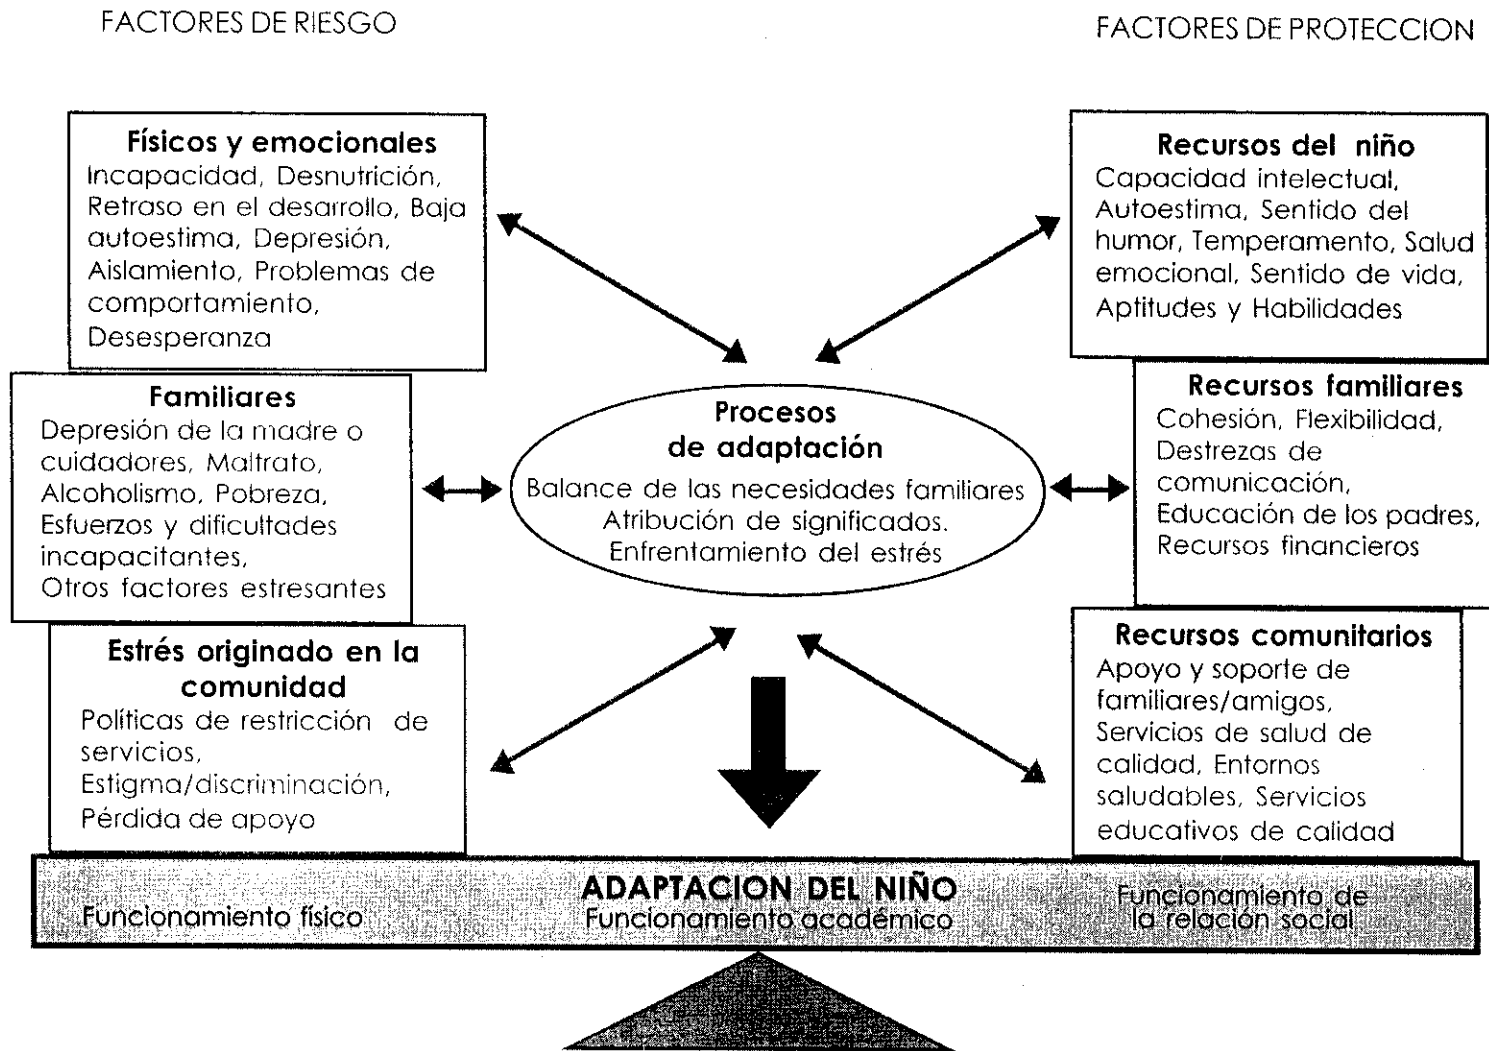 FACTORES DE RIESGO
FACTORES DE PROTECCION
Físicos y emocionales
Incapacidad, Desnutrición,
Retraso en el desarrollo, Baja
autoestima, Depresión,
Aislamiento, Problemas de
comportamiento,
Desesperanza
Familiares
Depresión de la madre o
cuidadores, Maltrato,
Alcoholismo, Pobreza,
Esfuerzos y dificultades
incapacitantes,
Otros factores estresantes
Estrés originado en la
comunidad
Políticas de restricción de
servicios,
Estigma/discriminación,
Pérdida de apoyo
Procesos
de adaptación
Balance de las necesidades familiares
Atribución de significados.
Enfrentamiento del estrés
Recursos del niño
Capacidad intelectual,
Autoestima, Sentido del
humor, Temperamento, Salud
emocional, Sentido de vida,
Aptitudes y Habilidades
Recursos familiares
Cohesión, Flexibilidad,
Destrezas de
comunicación,
Educación de los padres,
Recursos financieros
Recursos comunitarios
Apoyo y soporte de
familiares/amigos,
Servicios de salud de
calidad, Entornos
saludables, Servicios
educativos de calidad
ADAPTACION DEL NIÑO
Funcionamiento físico
Funcionamiento académico
Funcionamiento de
la relación social